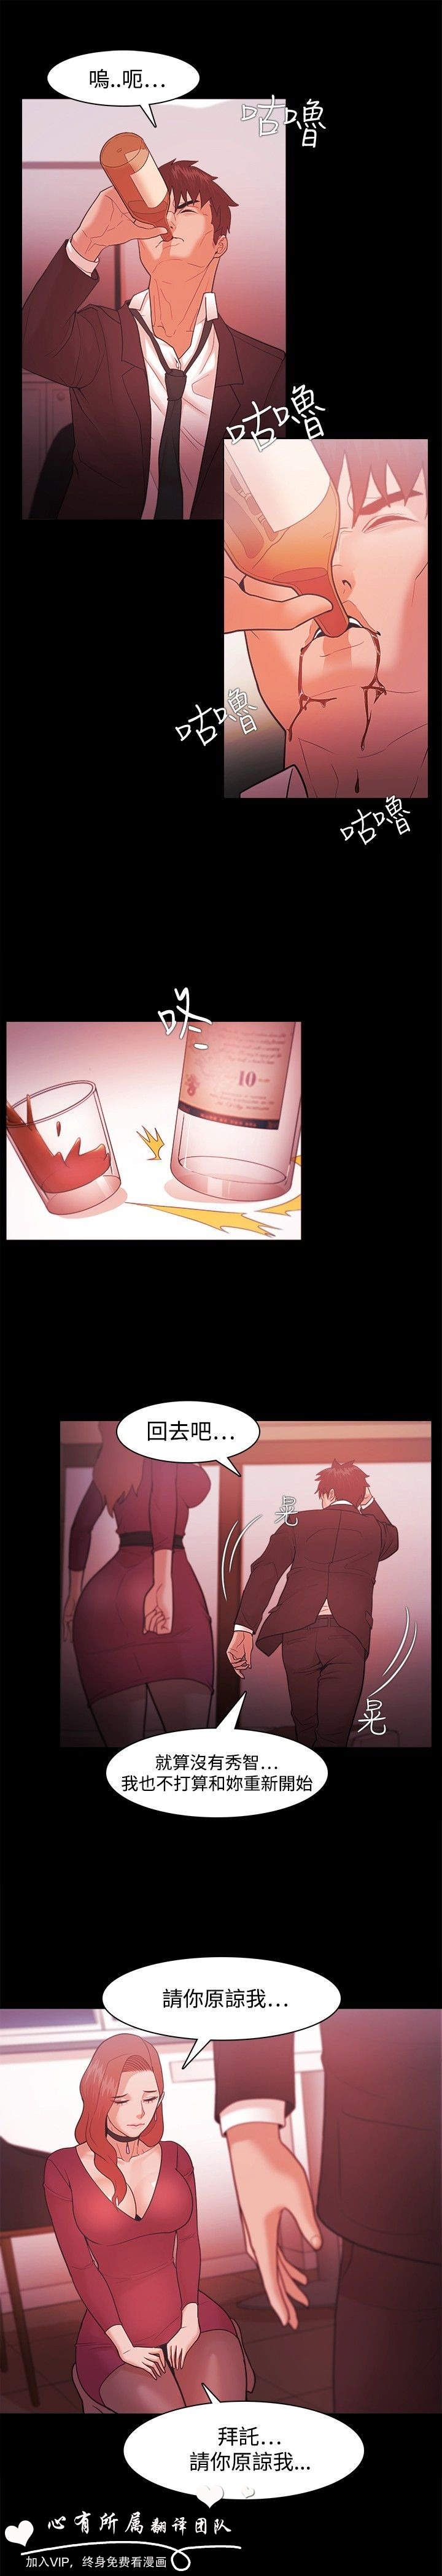 嗚..呃...
咕嚕
咕嚕
咕嚕
咕嚕
咚
10
回去吧...
晃
晃
就算沒有秀智...
我也不打算和妳重新開始
請你原諒我...
拜託...
請你原諒我...
心有所属翻译团队
加入VIP，终身免费看漫画